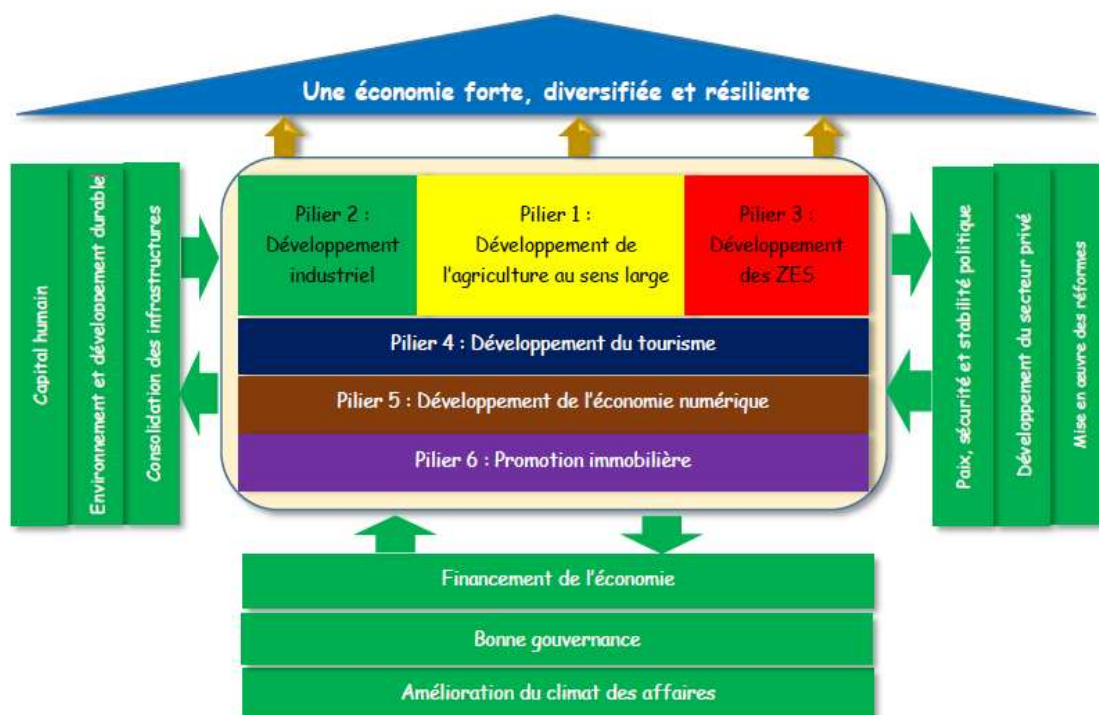 Une économie forte, diversifiée et résiliente
Capital humain
Environnement et développement durable
Consolidation des infrastructures
Pilier 2 :
Développement
industriel
Pilier 1 :
Développement de
l'agriculture au sens large
Pilier 3 :
Développement
des ZES
Pilier 4 : Développement du tourisme
Pilier 5 : Développement de l'économie numérique
Pilier 6 : Promotion immobilière
Paix, sécurité et stabilité politique
Développement du secteur privé
Mise en œuvre des réformes
Financement de l'économie
Bonne gouvernance
Amélioration du climat des affaires